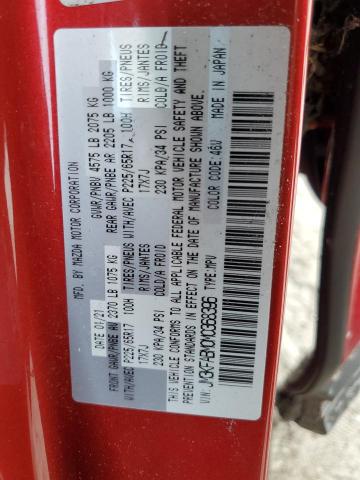 MFD. BY MAZDA MOTOR CORPORATION
DATE 01/21 GVWR/PNBV 4575 LB 2075 KG
FRONT GAWR/PNBE AV 2370 LB 1075 KG REAR GAWR/PNBE AR 2205 LB 1000 KG
WITH/AVEC P225/65R17 100H TIRES/PNEUS WITH/AVEC P225/65R17 100H TIRES/PNEUS
17X7J RIMS/JANTES 17X7J RIMS/JANTES
230 KPA/34 PSI COLD/A FROID 230 KPA/34 PSI COLD/A FROID
THIS VEHICLE CONFORMS TO ALL APPLICABLE FEDERAL MOTOR VEHICLE SAFETY AND THEFT
PREVENTION STANDARDS IN EFFECT ON THE DATE OF MANUFACTURE SHOWN ABOVE.
TYPE: MPV COLOR CODE: 46V MADE IN JAPAN
VIN: